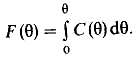 F(θ) = ∫₀^θ C(θ) dθ.